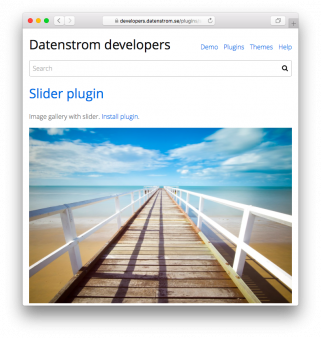 developers.datenstrom.se/plugins
Datenstrom developers
Demo Plugins Themes Help
Search
Slider plugin
Image gallery with slider. Install plugin.